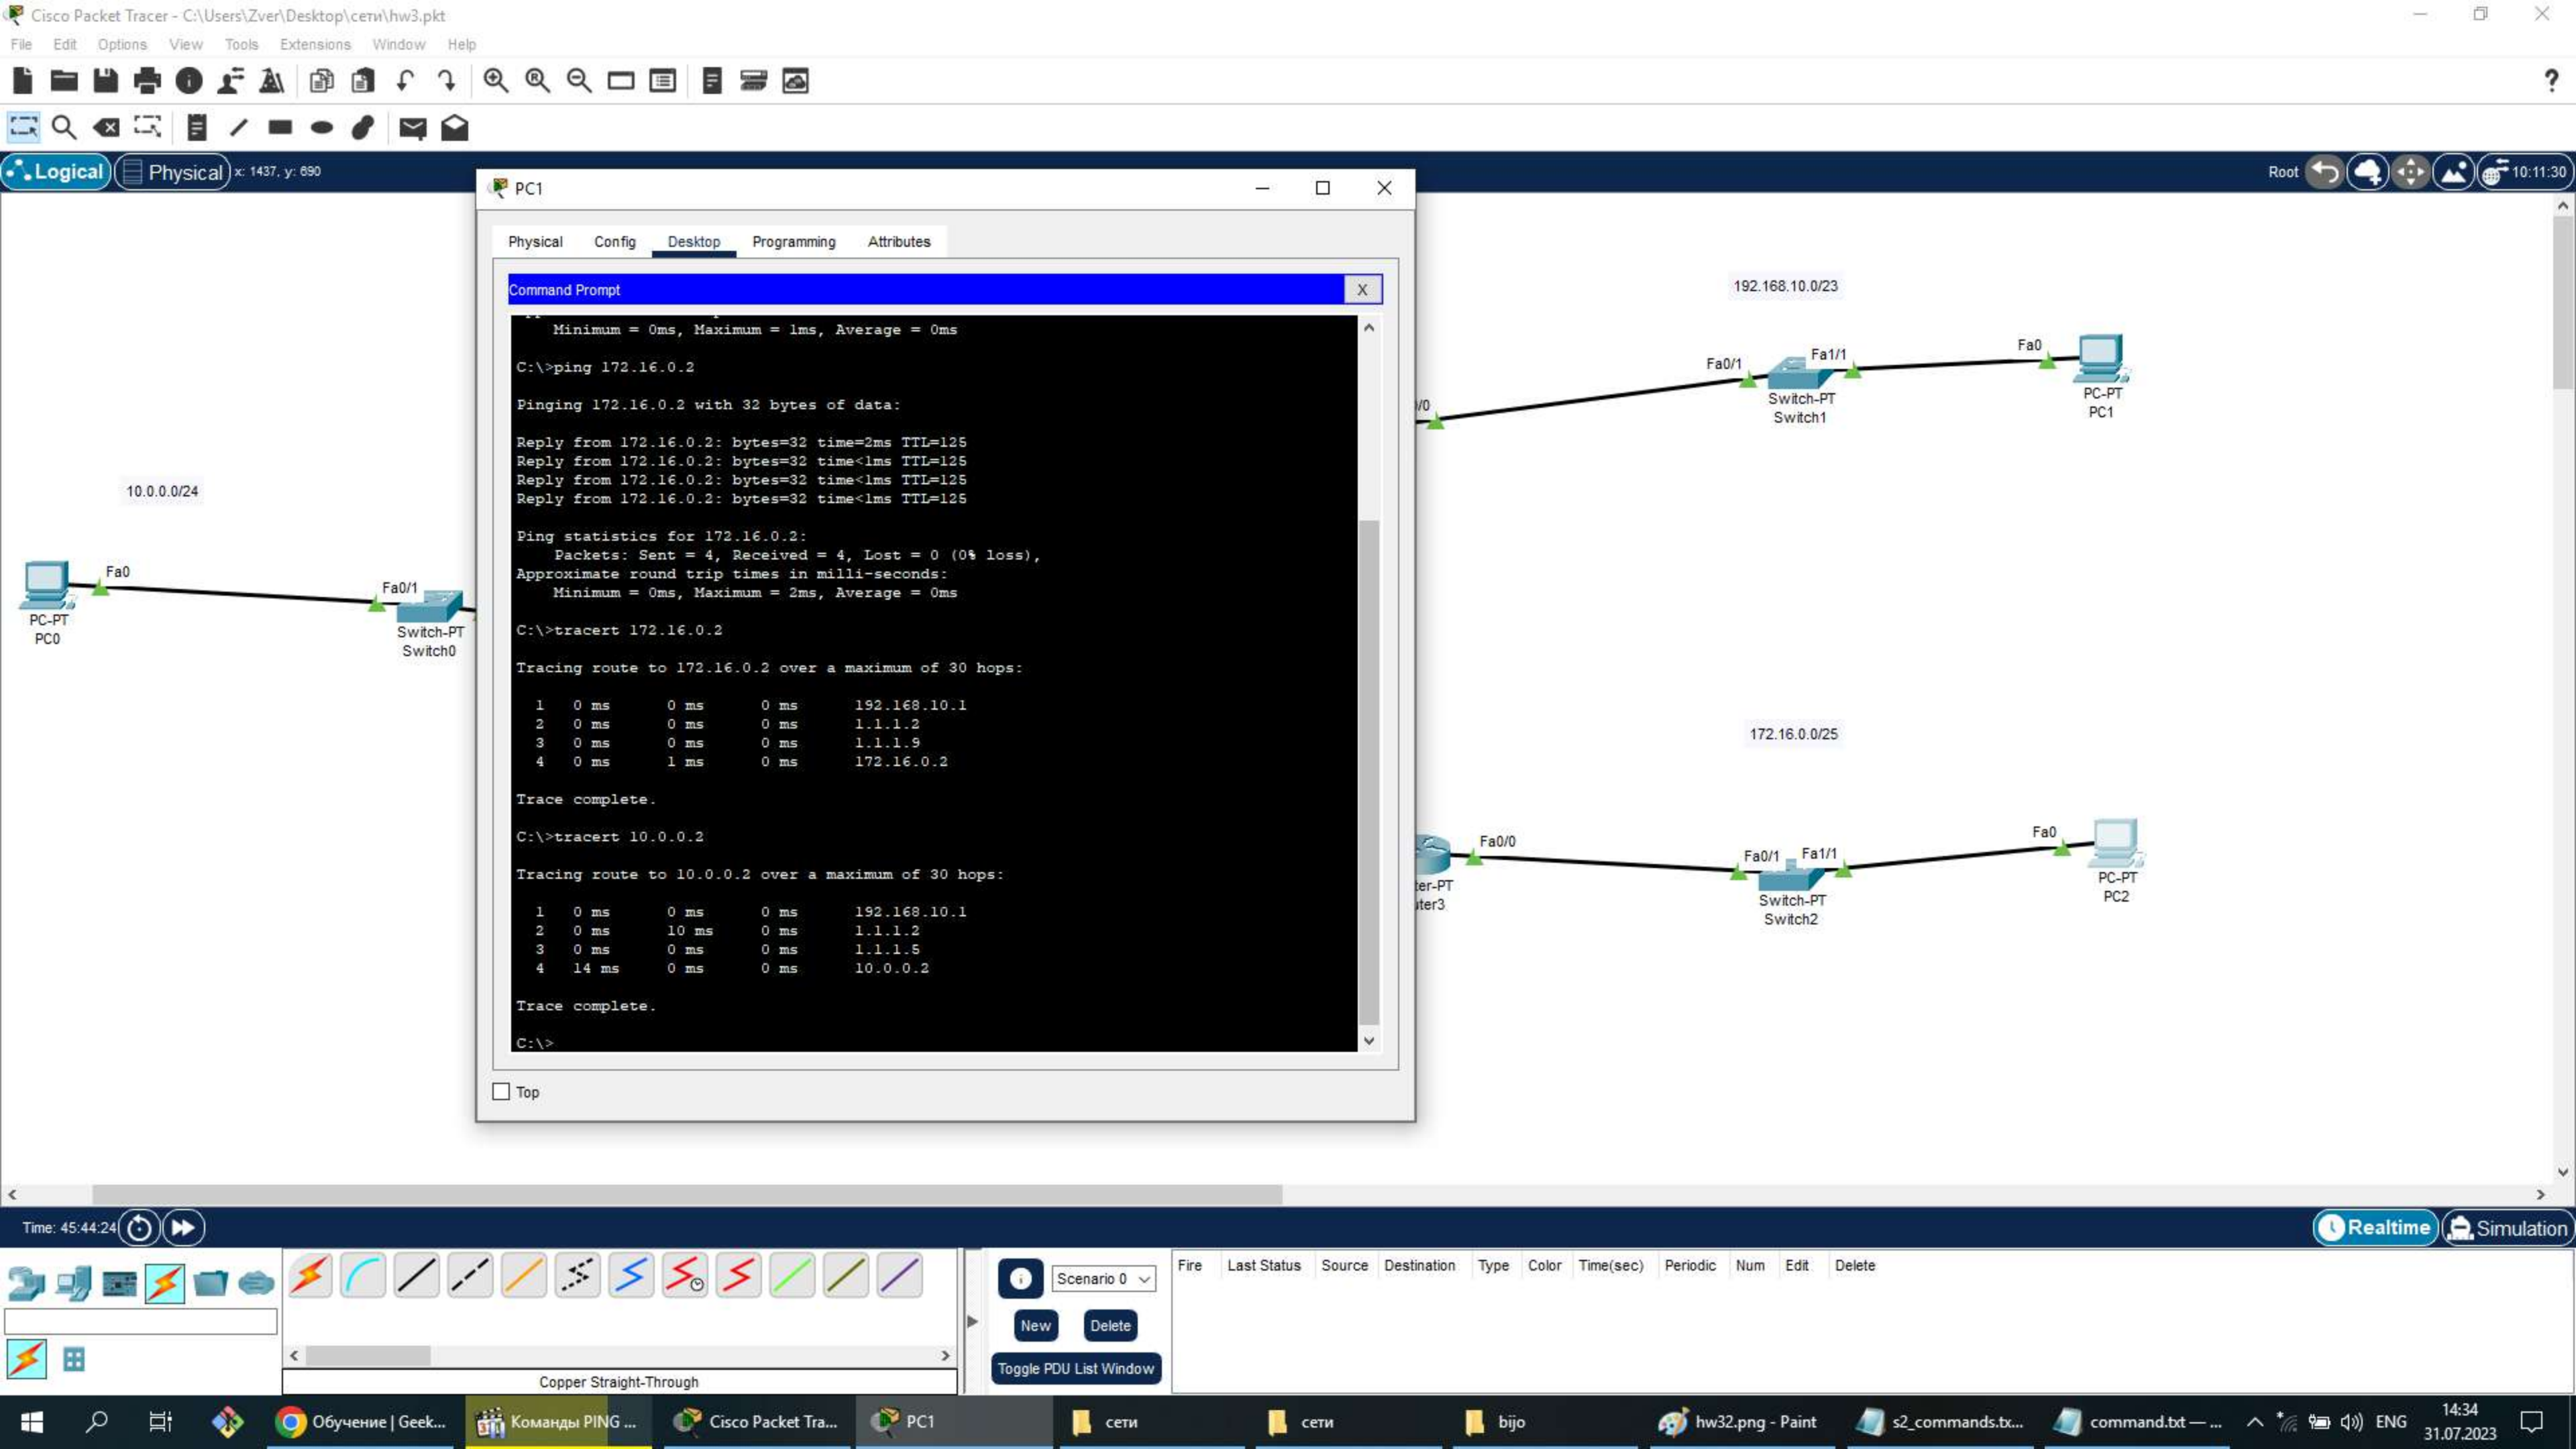 Cisco Packet Tracer - C:\Users\Zver\Desktop\сети\hw3.pkt
File Edit Options View Tools Extensions Window Help
Logical Physical x: 1437, y: 690
Root 10:11:30
PC1
Physical Config Desktop Programming Attributes
Command Prompt
X
Minimum = 0ms, Maximum = 1ms, Average = 0ms
C:\>ping 172.16.0.2
Pinging 172.16.0.2 with 32 bytes of data:
Reply from 172.16.0.2: bytes=32 time=2ms TTL=125
Reply from 172.16.0.2: bytes=32 time<1ms TTL=125
Reply from 172.16.0.2: bytes=32 time<1ms TTL=125
Reply from 172.16.0.2: bytes=32 time<1ms TTL=125
Ping statistics for 172.16.0.2:
Packets: Sent = 4, Received = 4, Lost = 0 (0% loss),
Approximate round trip times in milli-seconds:
Minimum = 0ms, Maximum = 2ms, Average = 0ms
C:\>tracert 172.16.0.2
Tracing route to 172.16.0.2 over a maximum of 30 hops:
1 0 ms 0 ms 0 ms 192.168.10.1
2 0 ms 0 ms 0 ms 1.1.1.2
3 0 ms 0 ms 0 ms 1.1.1.9
4 0 ms 1 ms 0 ms 172.16.0.2
Trace complete.
C:\>tracert 10.0.0.2
Tracing route to 10.0.0.2 over a maximum of 30 hops:
1 0 ms 0 ms 0 ms 192.168.10.1
2 0 ms 10 ms 0 ms 1.1.1.2
3 0 ms 0 ms 0 ms 1.1.1.5
4 14 ms 0 ms 0 ms 10.0.0.2
Trace complete.
C:\>
Top
10.0.0.0/24
Fa0
PC-PT
PC0
Fa0/1
Switch-PT
Switch0
192.168.10.0/23
/0
Fa0/1
Fa1/1
Fa0
Switch-PT
Switch1
PC-PT
PC1
172.16.0.0/25
Fa0/0
ter-PT
uter3
Fa0/1 Fa1/1
Fa0
Switch-PT
Switch2
PC-PT
PC2
Time: 45:44:24
Realtime Simulation
Copper Straight-Through
Scenario 0
New Delete
Toggle PDU List Window
Fire Last Status Source Destination Type Color Time(sec) Periodic Num Edit Delete
Обучение | Geek...
Команды PING ...
Cisco Packet Tra...
PC1
сети
сети
bijo
hw32.png - Paint
s2_commands.tx...
command.txt — ...
ENG
14:34
31.07.2023